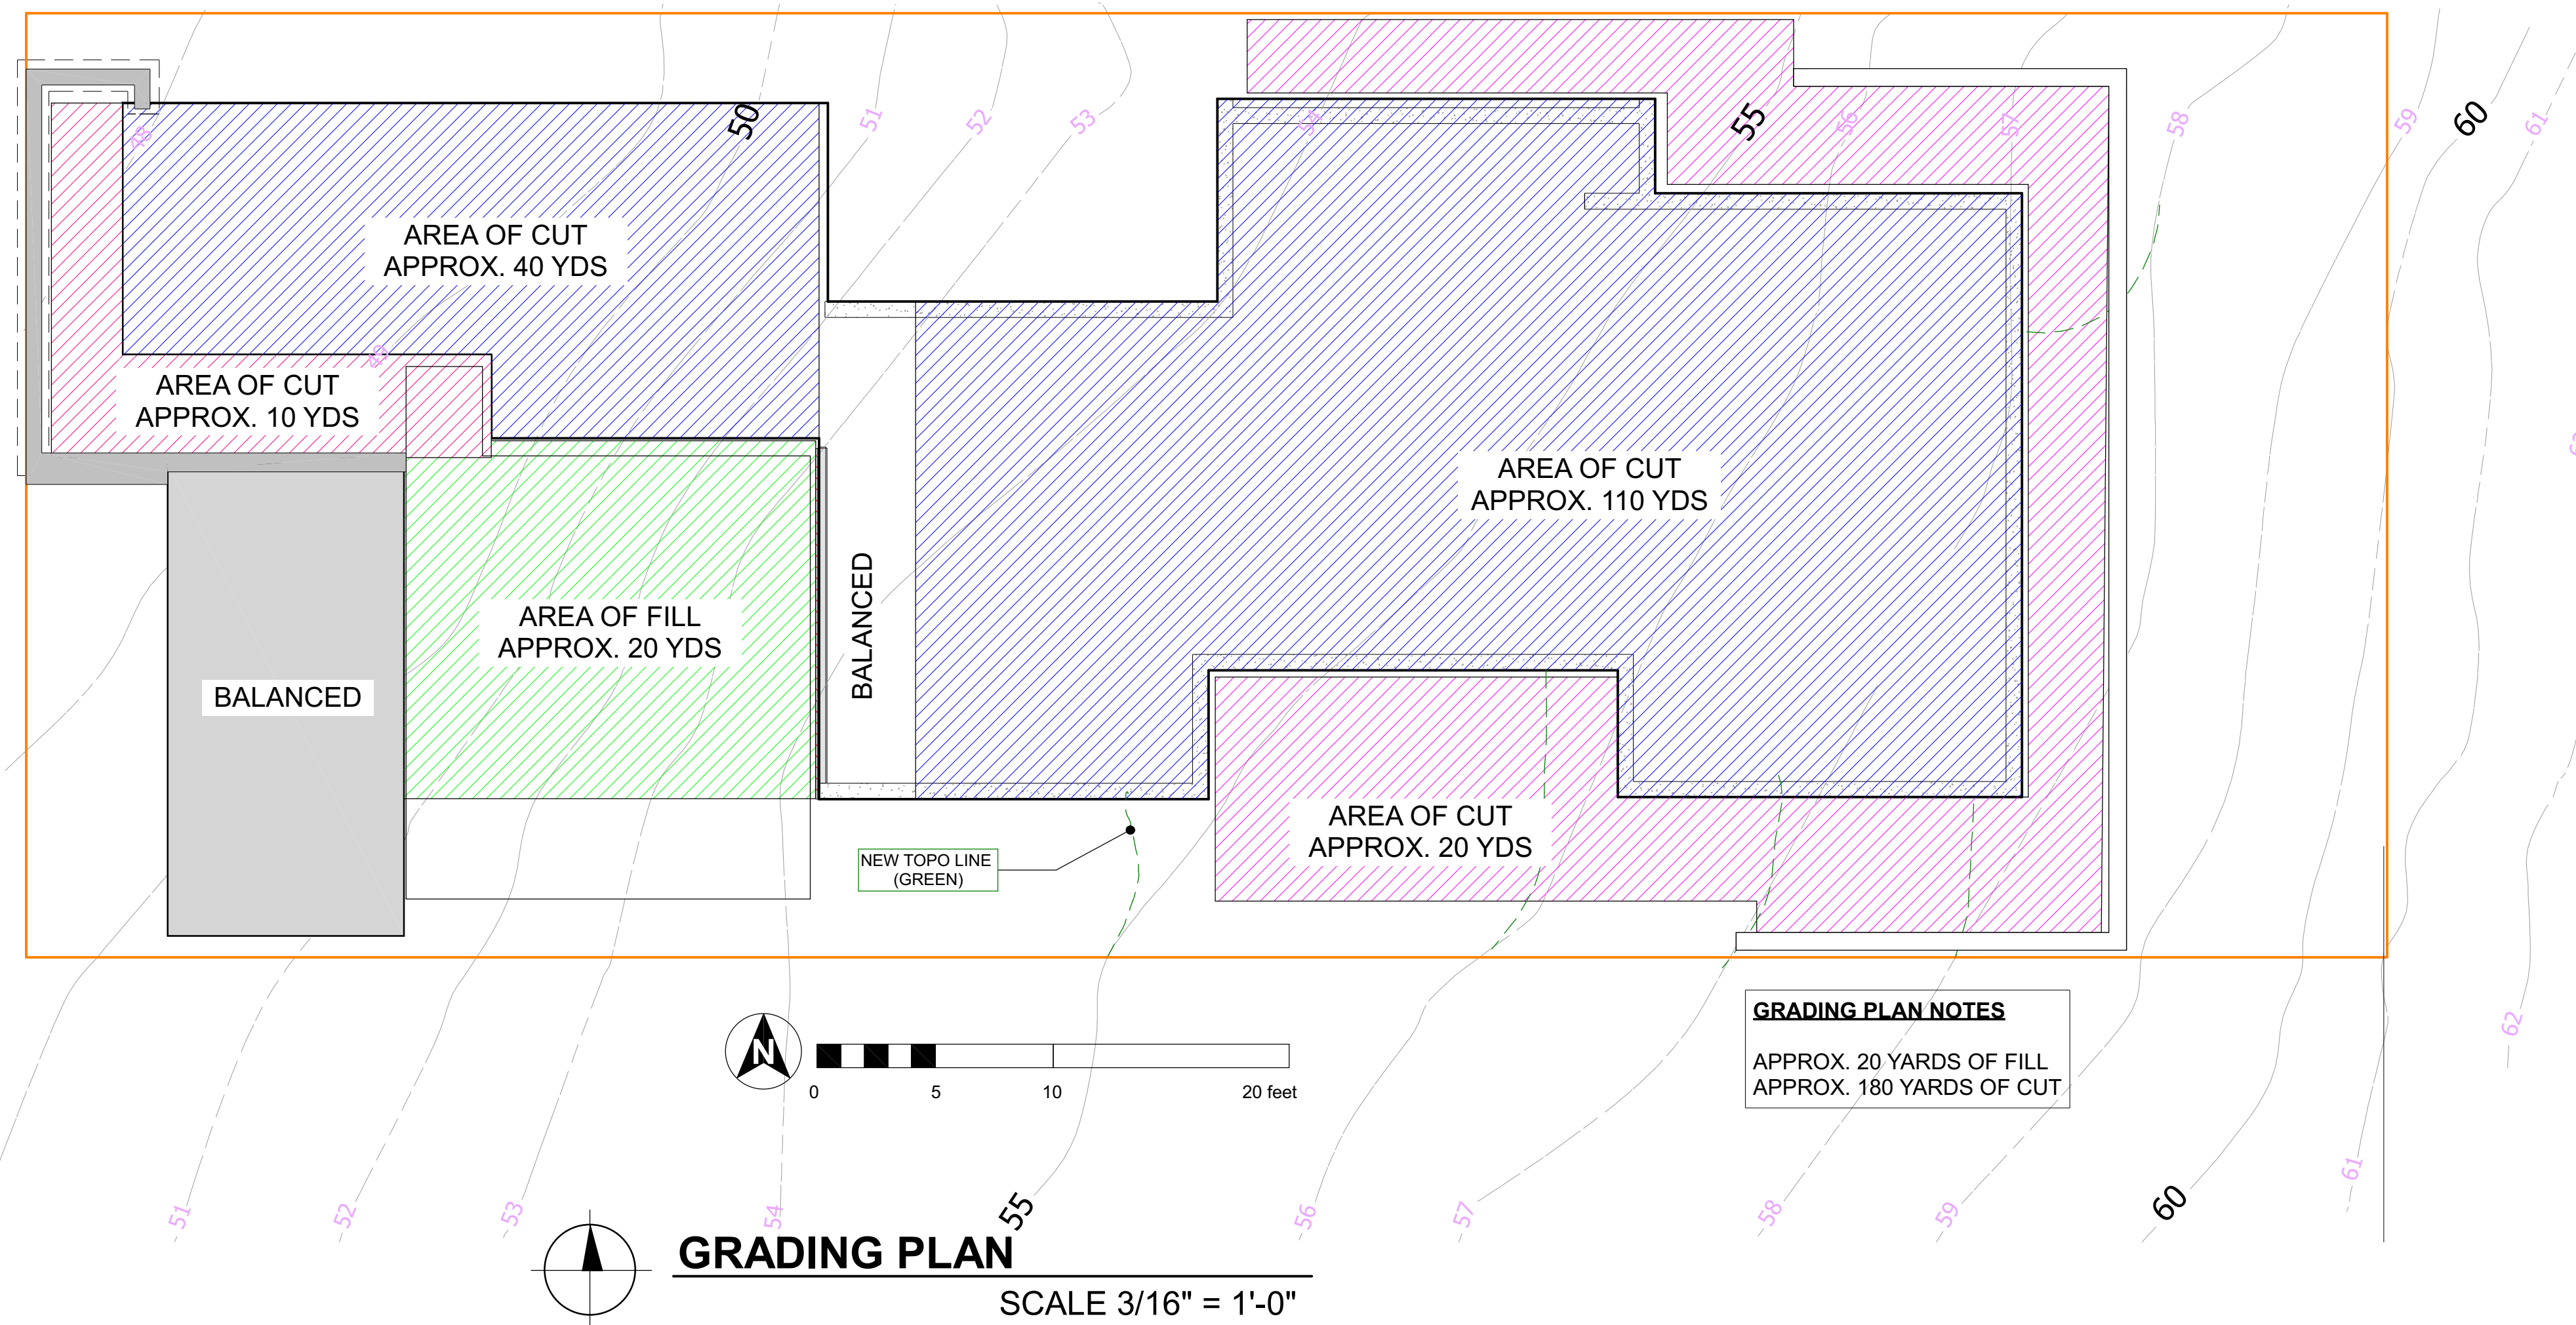 50
51
52
53
54
55
56
57
58
59
60
61
48
AREA OF CUT
APPROX. 40 YDS
49
AREA OF CUT
APPROX. 10 YDS
AREA OF CUT
APPROX. 110 YDS
AREA OF FILL
APPROX. 20 YDS
BALANCED
BALANCED
AREA OF CUT
APPROX. 20 YDS
NEW TOPO LINE
(GREEN)
N
0 5 10 20 feet
GRADING PLAN NOTES
APPROX. 20 YARDS OF FILL
APPROX. 180 YARDS OF CUT
62
51
52
53
54
55
56
57
58
59
60
61
GRADING PLAN
SCALE 3/16" = 1'-0"